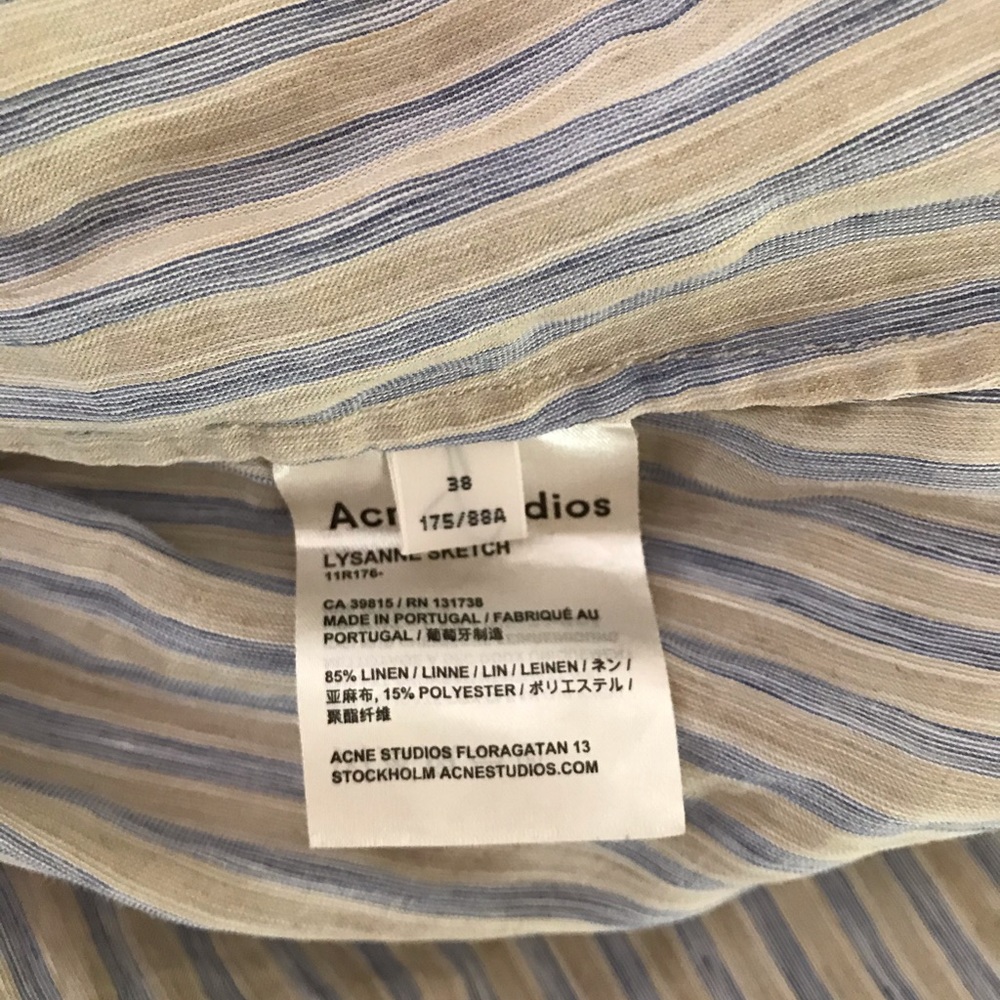 38
175/88A
Acn dios
LYSANNE SKETCH
11R176-
CA 39815 / RN 131738
MADE IN PORTUGAL / FABRIQUÉ AU
PORTUGAL / 葡萄牙制造
85% LINEN / LINNE / LIN / LEINEN / ネン /
亚麻布, 15% POLYESTER / ポリエステル /
聚酯纤维
ACNE STUDIOS FLORAGATAN 13
STOCKHOLM ACNESTUDIOS.COM